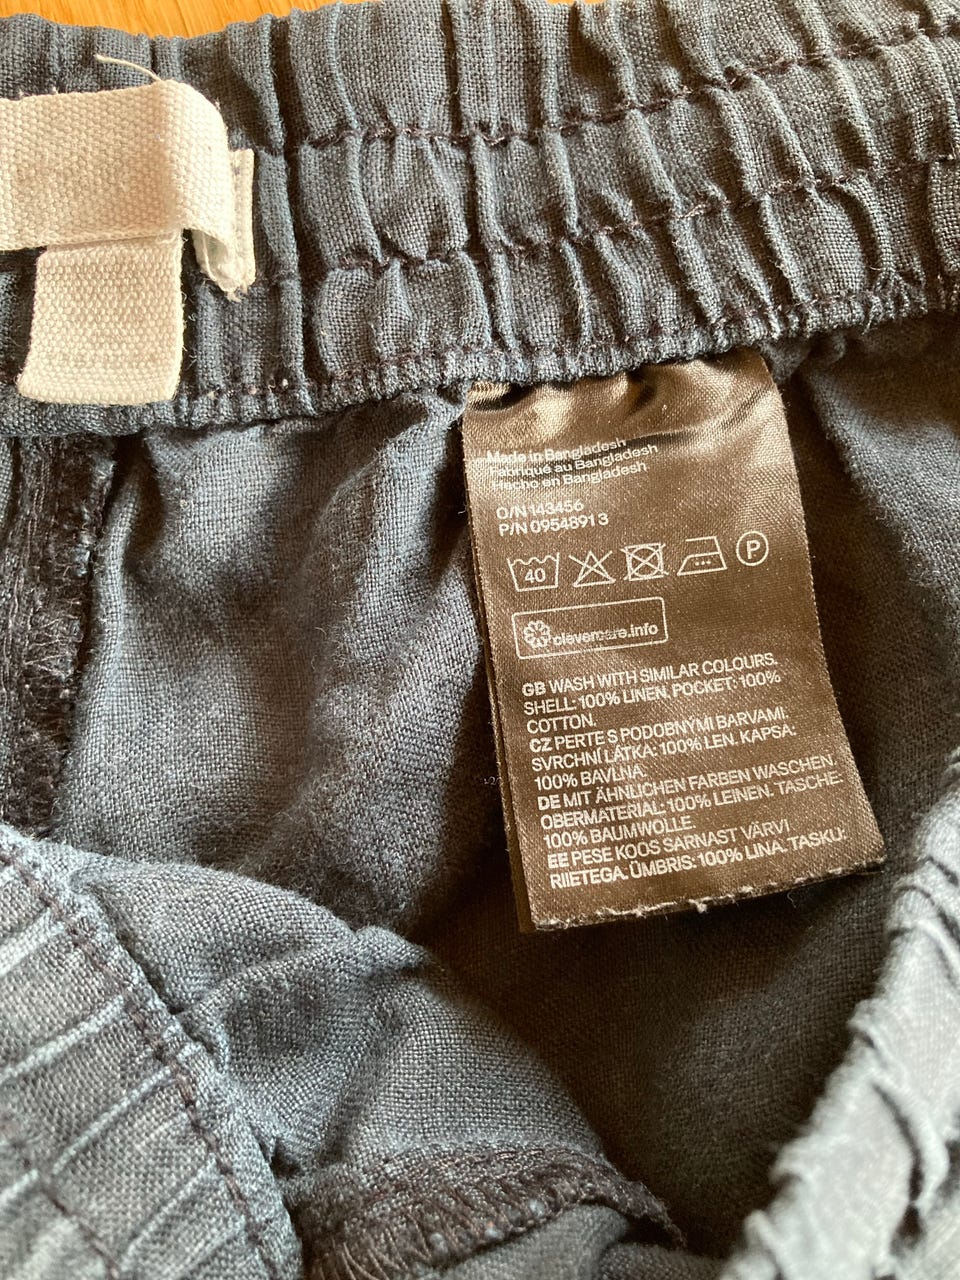 Made in Bangladesh
Fabriqué au Bangladesh
Hecho en Bangladesh
O/N 143456
P/N 0954891 3
40
P
clevercare.info
GB WASH WITH SIMILAR COLOURS.
SHELL: 100% LINEN. POCKET: 100%
COTTON.
CZ PERTE S PODOBNÝMI BARVAMI.
SVRCHNÍ LÁTKA: 100% LEN. KAPSA:
100% BAVLNA.
DE MIT ÄHNLICHEN FARBEN WASCHEN.
OBERMATERIAL: 100% LEINEN. TASCHE:
100% BAUMWOLLE
EE PESE KOOS SARNAST VÄRVI
RIIETEGA. ÜMBRIS: 100% LINA. TASKU: